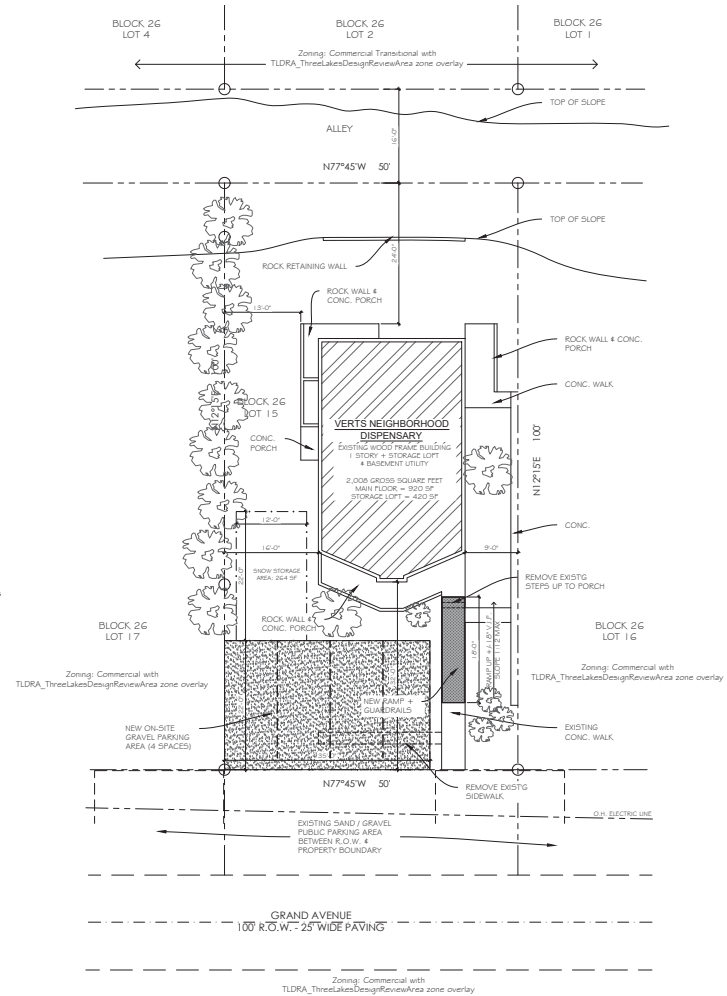 BLOCK 26
LOT 4
BLOCK 26
LOT 2
BLOCK 26
LOT 1
Zoning: Commercial Transitional with
TLDRA_ThreeLakesDesignReviewArea zone overlay
TOP OF SLOPE
ALLEY
16'-0"
N77°45'W 50'
TOP OF SLOPE
24'-0"
ROCK RETAINING WALL
ROCK WALL &
CONC. PORCH
13'-0"
ROCK WALL & CONC.
PORCH
CONC. WALK
BLOCK 26
LOT 15
N12°15'E 100'
VERTS NEIGHBORHOOD
DISPENSARY
EXISTING WOOD FRAME BUILDING
1 STORY + STORAGE LOFT
& BASEMENT UTILITY
2,008 GROSS SQUARE FEET
MAIN FLOOR = 920 SF
STORAGE LOFT = 420 SF
CONC.
PORCH
CONC.
12'-0"
16'-0"
9'-0"
SNOW STORAGE
AREA: 264 SF
22'-0"
REMOVE EXIST'G
STEPS UP TO PORCH
ROCK WALL &
CONC. PORCH
BLOCK 26
LOT 17
BLOCK 26
LOT 16
18'-0"
SLOPE 1:12 MAX
Zoning: Commercial with
TLDRA_ThreeLakesDesignReviewArea zone overlay
Zoning: Commercial with
TLDRA_ThreeLakesDesignReviewArea zone overlay
NEW RAMP +
GUARDRAILS
NEW ON-SITE
GRAVEL PARKING
AREA (4 SPACES)
EXISTING
CONC. WALK
N77°45'W 50'
REMOVE EXIST'G
SIDEWALK
O.H. ELECTRIC LINE
EXISTING SAND / GRAVEL
PUBLIC PARKING AREA
BETWEEN R.O.W. &
PROPERTY BOUNDARY
GRAND AVENUE
100' R.O.W. - 25' WIDE PAVING
Zoning: Commercial with
TLDRA_ThreeLakesDesignReviewArea zone overlay